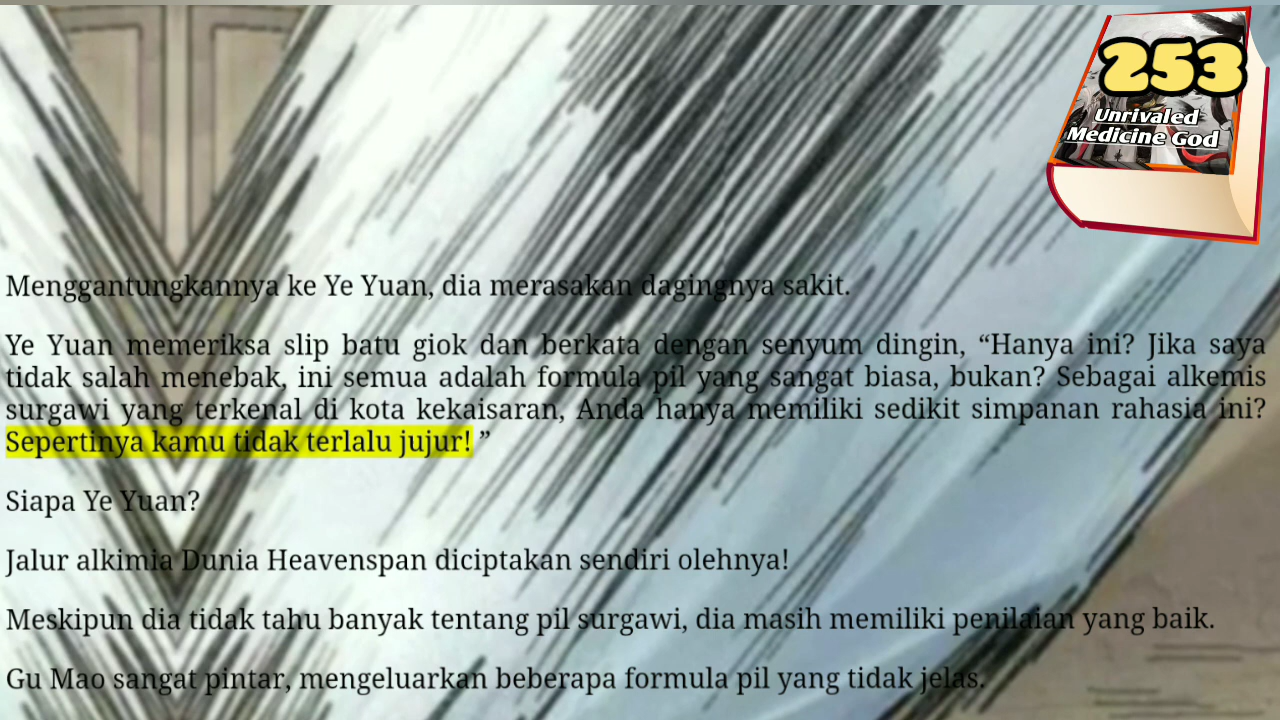 253
Unrivaled
Medicine God
Menggantungkannya ke Ye Yuan, dia merasakan dagingnya sakit.
Ye Yuan memeriksa slip batu giok dan berkata dengan senyum dingin, “Hanya ini? Jika saya
tidak salah menebak, ini semua adalah formula pil yang sangat biasa, bukan? Sebagai alkemis
surgawi yang terkenal di kota kekaisaran, Anda hanya memiliki sedikit simpanan rahasia ini?
Sepertinya kamu tidak terlalu jujur! ”
Siapa Ye Yuan?
Jalur alkimia Dunia Heavenspan diciptakan sendiri olehnya!
Meskipun dia tidak tahu banyak tentang pil surgawi, dia masih memiliki penilaian yang baik.
Gu Mao sangat pintar, mengeluarkan beberapa formula pil yang tidak jelas.